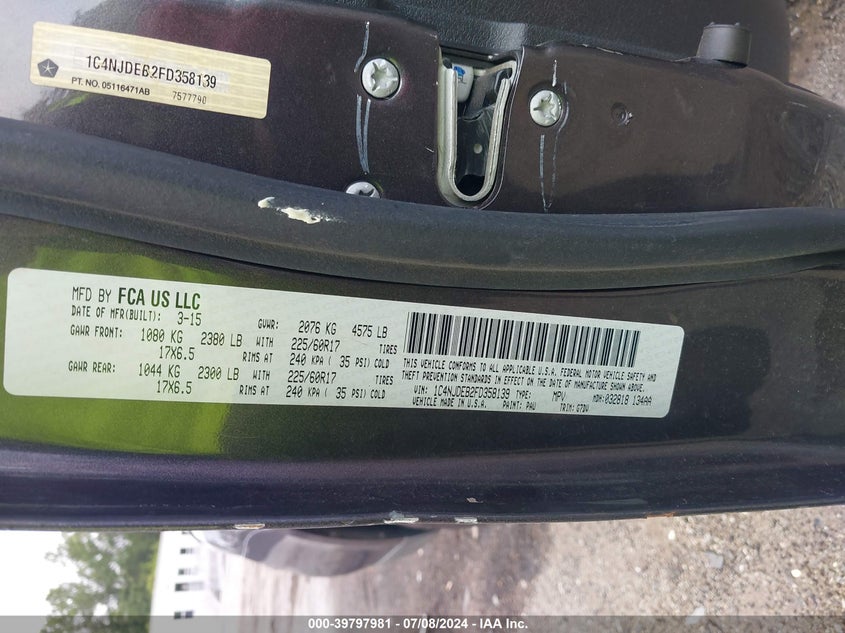 1C4NJDEB2FD358139
PT. NO. 05116471AB
7577790
MFD BY FCA US LLC
DATE OF MFR(BUILT): 3-15 GVWR: 2076 KG 4575 LB
GAWR FRONT: 1080 KG 2380 LB WITH 225/60R17 TIRES
17X6.5 RIMS AT 240 KPA ( 35 PSI) COLD
GAWR REAR: 1044 KG 2300 LB WITH 225/60R17 TIRES
17X6.5 RIMS AT 240 KPA ( 35 PSI) COLD
THIS VEHICLE CONFORMS TO ALL APPLICABLE U.S.A. FEDERAL MOTOR VEHICLE SAFETY AND
THEFT PREVENTION STANDARDS IN EFFECT ON THE DATE OF MANUFACTURE SHOWN ABOVE.
VIN: 1C4NJDEB2FD358139 TYPE: MPV MDH: 032818 134AA
VEHICLE MADE IN U.S.A. PAINT: PAU TRIM: G7DV
000-39797981 / 07/08/2024 - IAA Inc.